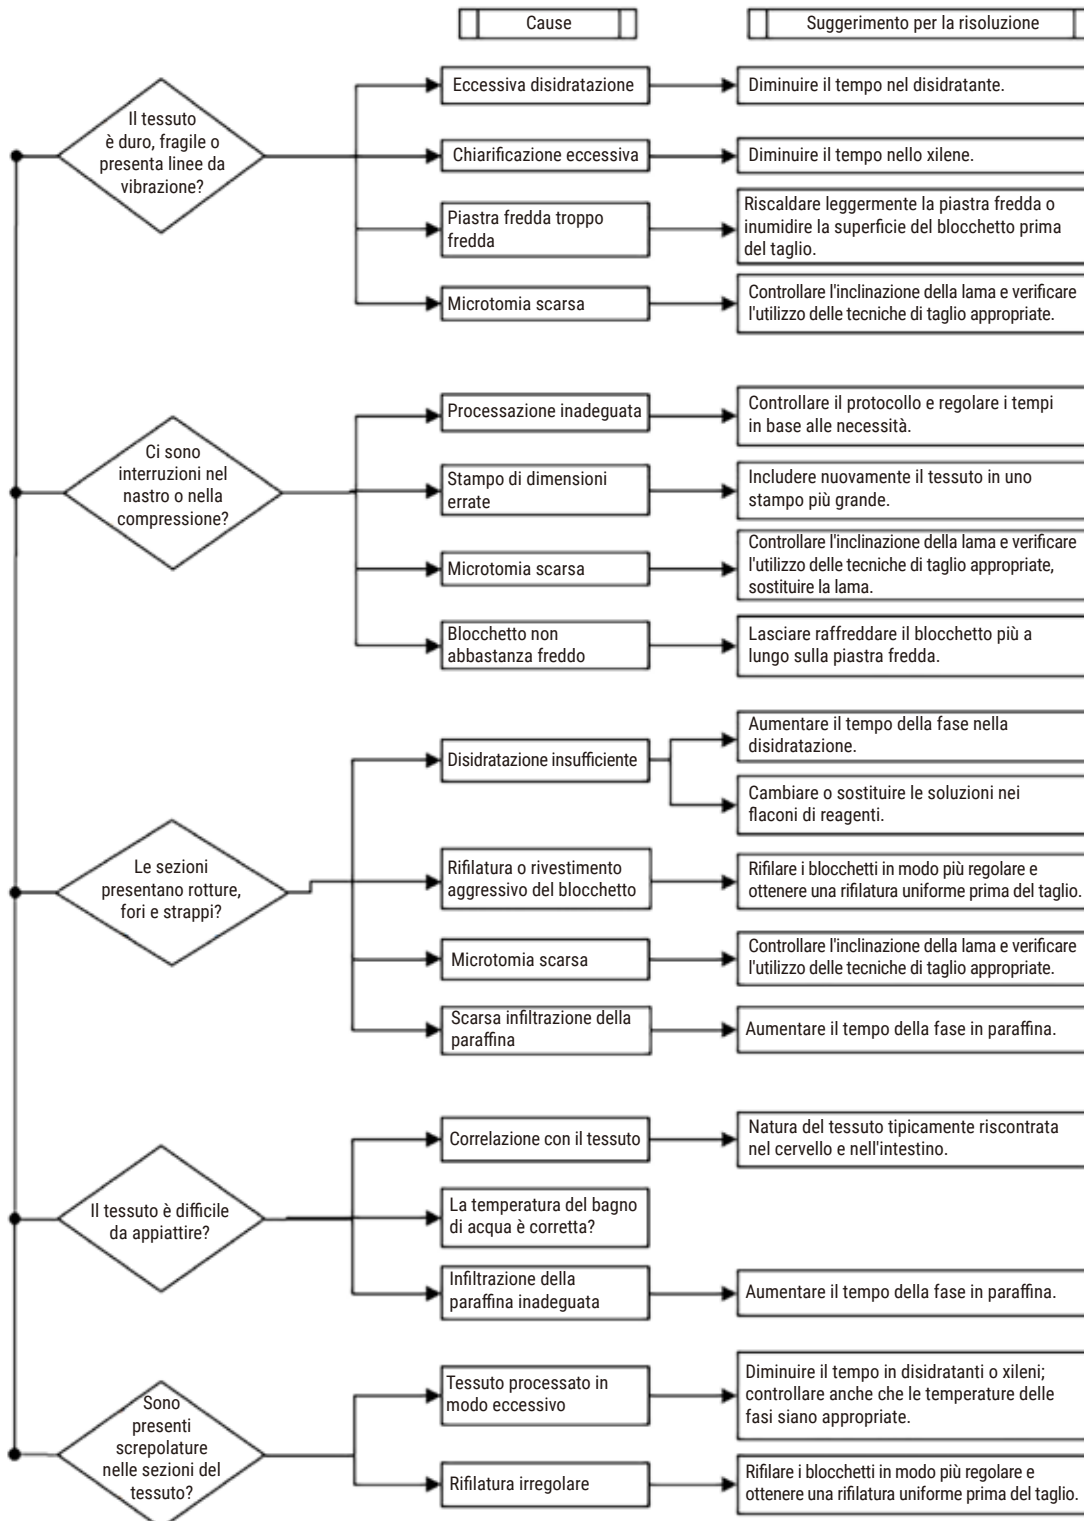 Cause
Suggerimento per la risoluzione
Il tessuto
è duro, fragile o
presenta linee da
vibrazione?
Eccessiva disidratazione
Diminuire il tempo nel disidratante.
Chiarificazione eccessiva
Diminuire il tempo nello xilene.
Piastra fredda troppo
fredda
Riscaldare leggermente la piastra fredda o
inumidire la superficie del blocchetto prima
del taglio.
Microtomia scarsa
Controllare l'inclinazione della lama e verificare
l'utilizzo delle tecniche di taglio appropriate.
Ci sono
interruzioni nel
nastro o nella
compressione?
Processazione inadeguata
Controllare il protocollo e regolare i tempi
in base alle necessità.
Stampo di dimensioni
errate
Includere nuovamente il tessuto in uno
stampo più grande.
Microtomia scarsa
Controllare l'inclinazione della lama e verificare
l'utilizzo delle tecniche di taglio appropriate,
sostituire la lama.
Blocchetto non
abbastanza freddo
Lasciare raffreddare il blocchetto più a
lungo sulla piastra fredda.
Le sezioni
presentano rotture,
fori e strappi?
Disidratazione insufficiente
Aumentare il tempo della fase nella
disidratazione.
Cambiare o sostituire le soluzioni nei
flaconi di reagenti.
Rifilatura o rivestimento
aggressivo del blocchetto
Rifilare i blocchetti in modo più regolare e
ottenere una rifilatura uniforme prima del taglio.
Microtomia scarsa
Controllare l'inclinazione della lama e verificare
l'utilizzo delle tecniche di taglio appropriate.
Scarsa infiltrazione della
paraffina
Aumentare il tempo della fase in paraffina.
Il tessuto è difficile
da appiattire?
Correlazione con il tessuto
Natura del tessuto tipicamente riscontrata
nel cervello e nell'intestino.
La temperatura del bagno
di acqua è corretta?
Infiltrazione della
paraffina inadeguata
Aumentare il tempo della fase in paraffina.
Sono
presenti
screpolature
nelle sezioni del
tessuto?
Tessuto processato in
modo eccessivo
Diminuire il tempo in disidratanti o xileni;
controllare anche che le temperature delle
fasi siano appropriate.
Rifilatura irregolare
Rifilare i blocchetti in modo più regolare e
ottenere una rifilatura uniforme prima del taglio.